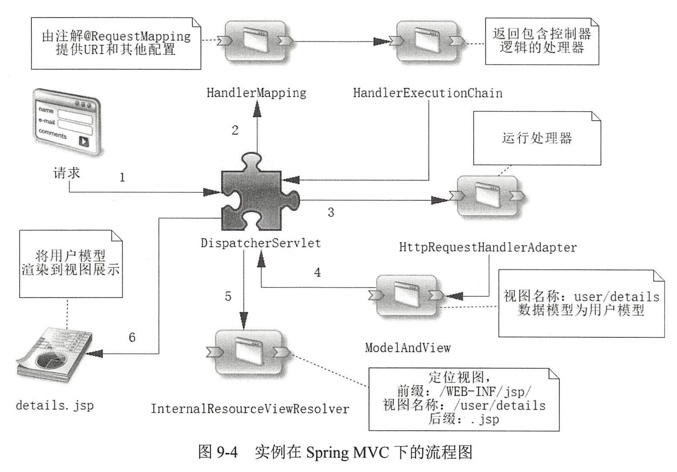 由注解@RequestMapping
提供URI和其他配置
返回包含控制器
逻辑的处理器
HandlerMapping
HandlerExecutionChain
name
e-mail
comments
请求
1
2
运行处理器
3
DispatcherServlet
HttpRequestHandlerAdapter
将用户模型
渲染到视图展示
4
5
视图名称：user/details
数据模型为用户模型
6
ModelAndView
details.jsp
InternalResourceViewResolver
定位视图，
前缀：/WEB-INF/jsp/
视图名称：/user/details
后缀：.jsp
图 9-4 实例在 Spring MVC 下的流程图